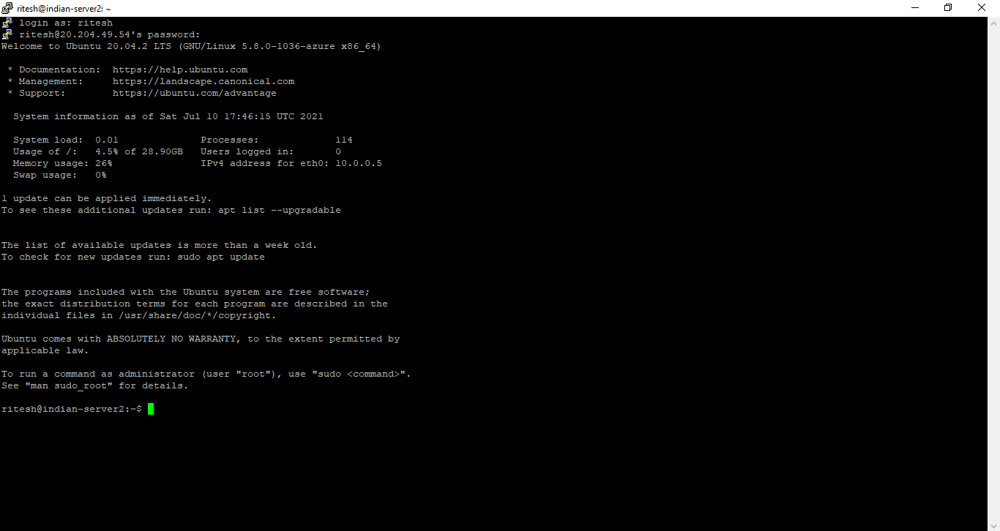 ritesh@indian-server2: ~
login as: ritesh
ritesh@20.204.49.54's password:
Welcome to Ubuntu 20.04.2 LTS (GNU/Linux 5.8.0-1036-azure x86_64)
* Documentation:  https://help.ubuntu.com
* Management:     https://landscape.canonical.com
* Support:        https://ubuntu.com/advantage
System information as of Sat Jul 10 17:46:15 UTC 2021
System load:  0.01              Processes:             114
Usage of /:   4.5% of 28.90GB   Users logged in:       0
Memory usage: 26%               IPv4 address for eth0: 10.0.0.5
Swap usage:   0%
1 update can be applied immediately.
To see these additional updates run: apt list --upgradable
The list of available updates is more than a week old.
To check for new updates run: sudo apt update
The programs included with the Ubuntu system are free software;
the exact distribution terms for each program are described in the
individual files in /usr/share/doc/*/copyright.
Ubuntu comes with ABSOLUTELY NO WARRANTY, to the extent permitted by
applicable law.
To run a command as administrator (user "root"), use "sudo <command>".
See "man sudo_root" for details.
ritesh@indian-server2:~$